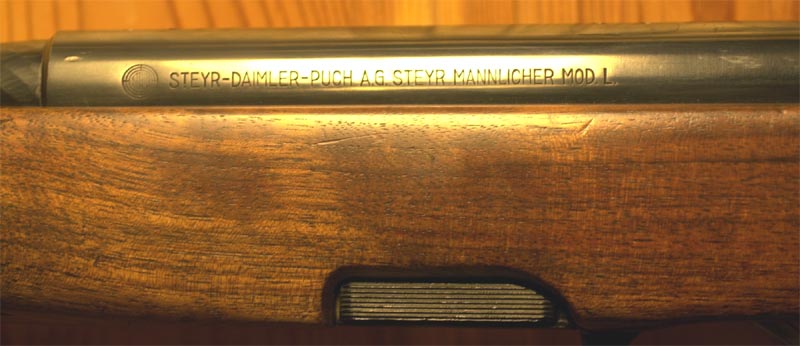 STEYR-DAIMLER-PUCH A.G. STEYR MANNLICHER MOD. L.